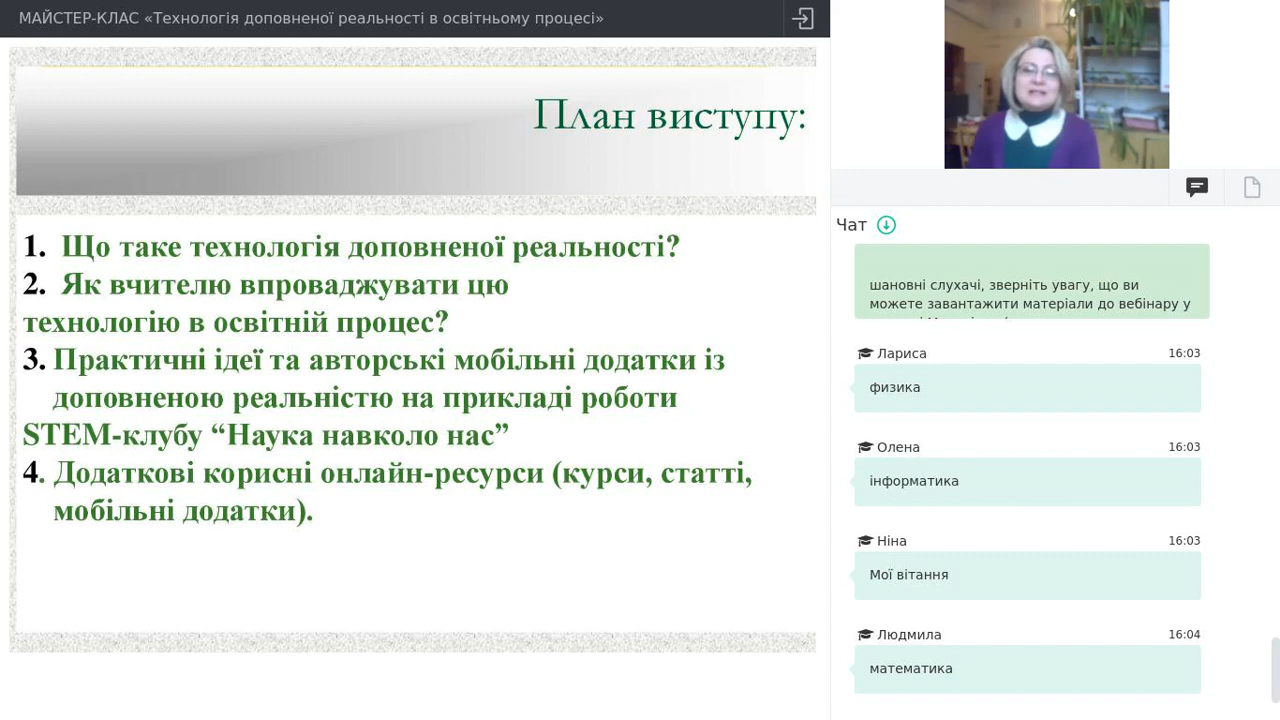 МАЙСТЕР-КЛАС «Технологія доповненої реальності в освітньому процесі»
План виступу:
1. Що таке технологія доповненої реальності?
2. Як вчителю впроваджувати цю
технологію в освітній процес?
3. Практичні ідеї та авторські мобільні додатки із
доповненою реальністю на прикладі роботи
STEM-клубу “Наука навколо нас”
4. Додаткові корисні онлайн-ресурси (курси, статті,
мобільні додатки).
Чат
шановні слухачі, зверніть увагу, що ви
можете завантажити матеріали до вебінару у
Лариса 16:03
физика
Олена 16:03
інформатика
Ніна 16:03
Мої вітання
Людмила 16:04
математика